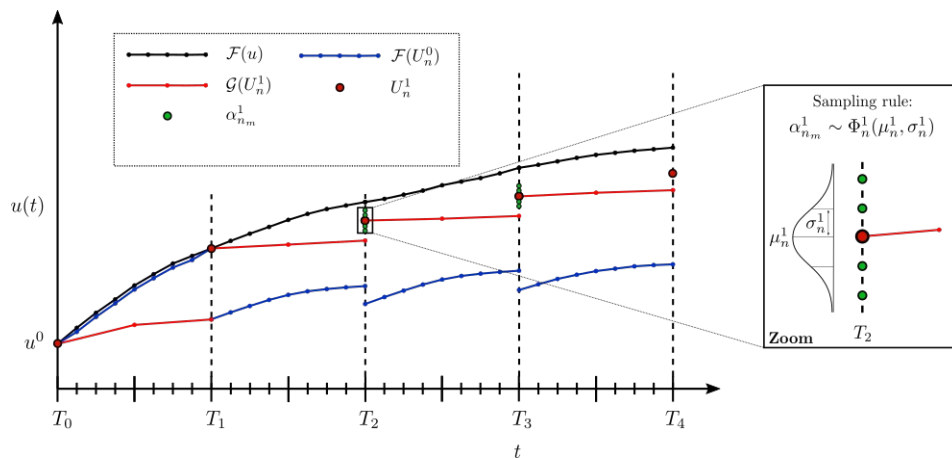 𝓕(u)
𝓕(U_n^0)
𝓖(U_n^1)
U_n^1
α_{n_m}^1
u(t)
u^0
T_0
T_1
T_2
T_3
T_4
t
Sampling rule:
α_{n_m}^1 ∼ Φ_n^1(μ_n^1, σ_n^1)
σ_n^1
μ_n^1
Zoom
T_2